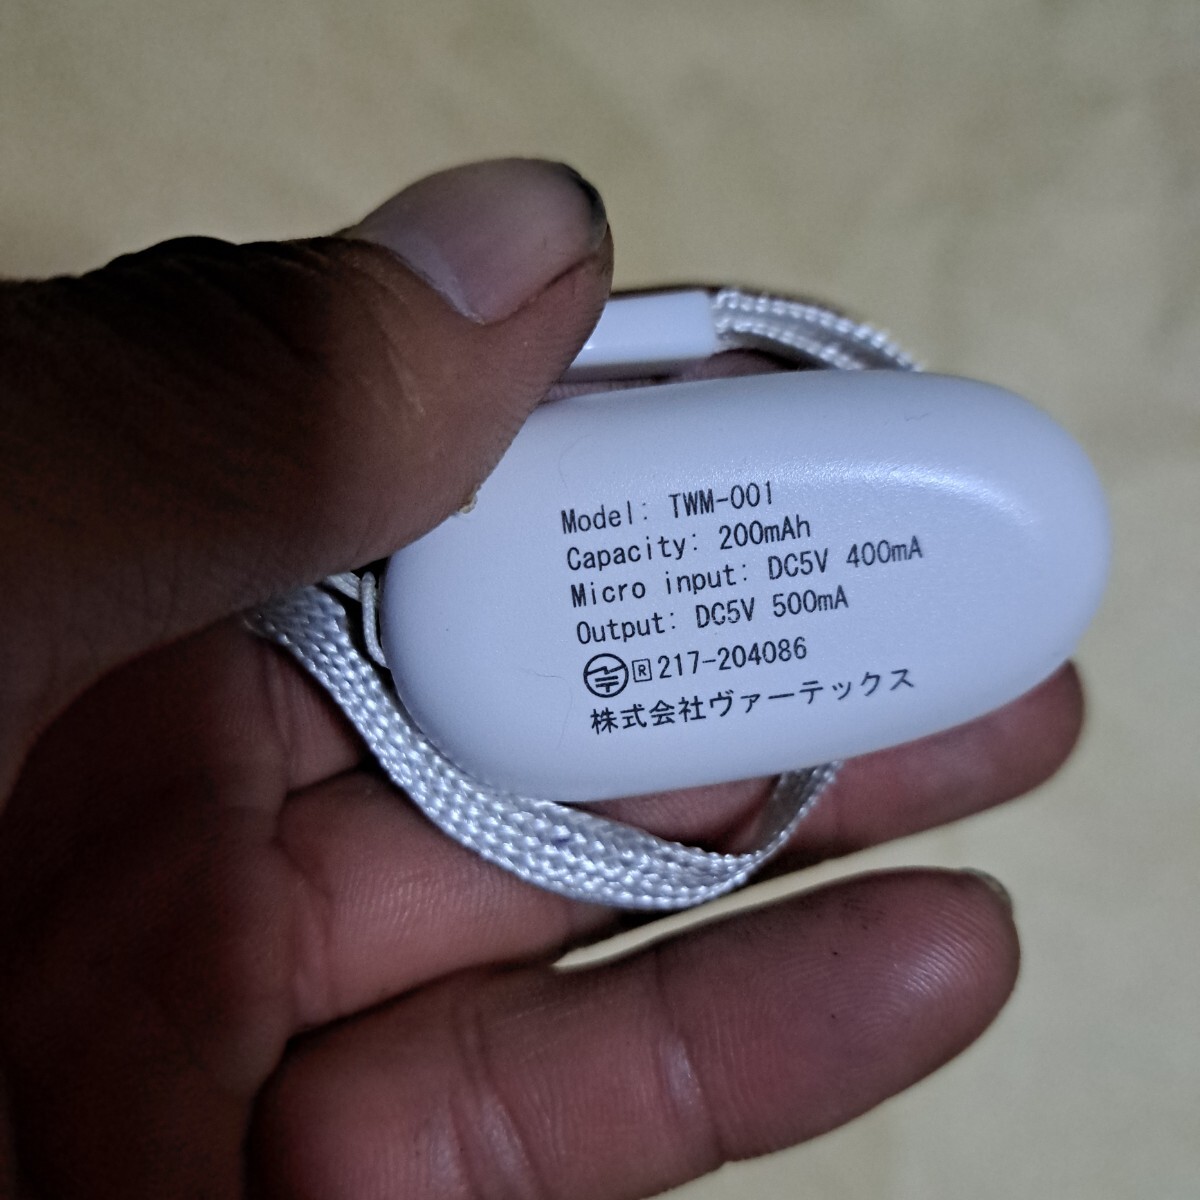 Model: TWM-001
Capacity: 200mAh
Micro input: DC5V 400mA
Output: DC5V 500mA
R 217-204086
株式会社ヴァーテックス